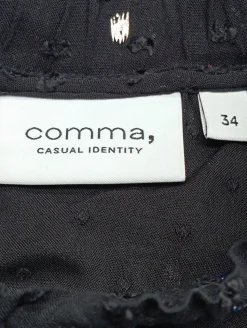 comma,
CASUAL IDENTITY
34